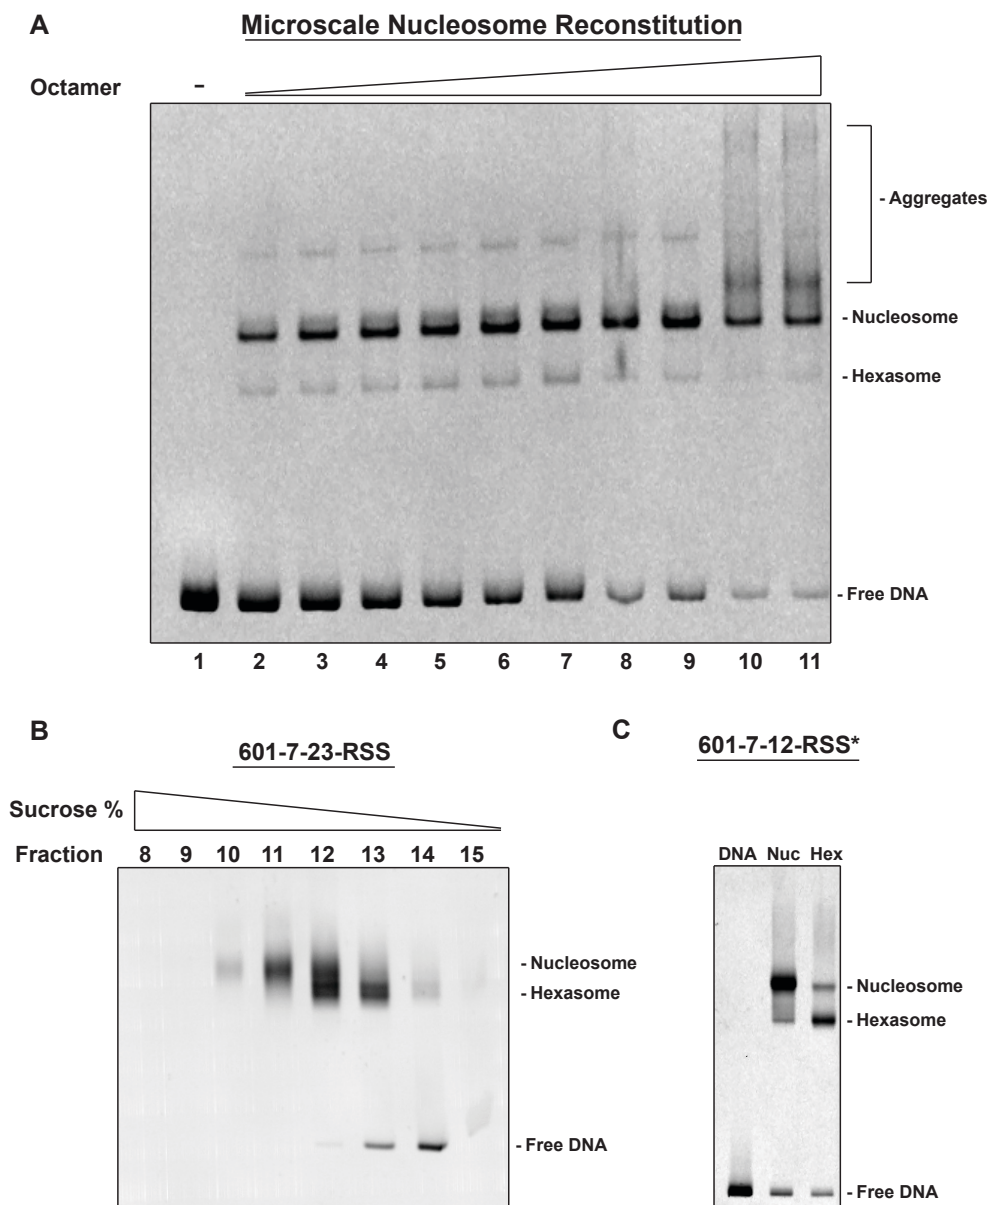 A
Microscale Nucleosome Reconstitution
Octamer
–
- Aggregates
- Nucleosome
- Hexasome
- Free DNA
1 2 3 4 5 6 7 8 9 10 11
B
601-7-23-RSS
Sucrose %
Fraction 8 9 10 11 12 13 14 15
- Nucleosome
- Hexasome
- Free DNA
C
601-7-12-RSS*
DNA Nuc Hex
- Nucleosome
- Hexasome
- Free DNA